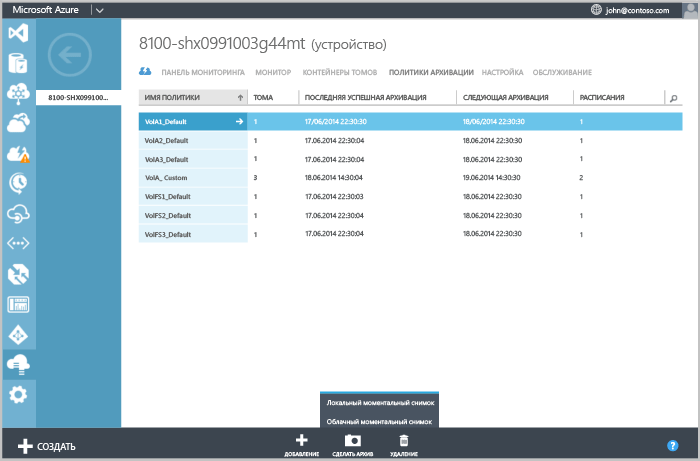 Microsoft Azure john@contoso.com
8100-shx0991003g44mt (устройство)
ПАНЕЛЬ МОНИТОРИНГА МОНИТОР КОНТЕЙНЕРЫ ТОМОВ ПОЛИТИКИ АРХИВАЦИИ НАСТРОЙКА ОБСЛУЖИВАНИЕ
8100-SHX099100...
ИМЯ ПОЛИТИКИ ТОМА ПОСЛЕДНЯЯ УСПЕШНАЯ АРХИВАЦИЯ СЛЕДУЮЩАЯ АРХИВАЦИЯ РАСПИСАНИЯ
VolA1_Default 1 17/06/2014 22:30:30 18/06/2014 22:30:30 1
VolA2_Default 1 17.06.2014 22:30:04 18.06.2014 22:30:30 1
VolA3_Default 1 17.06.2014 22:30:04 18.06.2014 22:30:30 1
VolA_ Custom 3 18.06.2014 14:30:04 19.06.2014 14:30:30 2
VolFS1_Default 1 17.06.2014 22:30:03 18.06.2014 22:30:30 1
VolFS2_Default 1 17.06.2014 22:30:04 18.06.2014 22:30:30 1
VolFS3_Default 1 17.06.2014 22:30:04 18.06.2014 22:30:30 1
Локальный моментальный снимок
Облачный моментальный снимок
СОЗДАТЬ ДОБАВЛЕНИЕ СДЕЛАТЬ АРХИВ УДАЛЕНИЕ ?